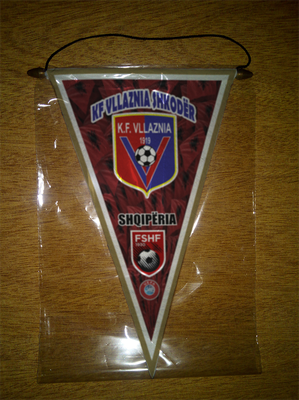 KF VLLAZNIA SHKODËR
K.F. VLLAZNIA
1919
SHQIPËRIA
FSHF